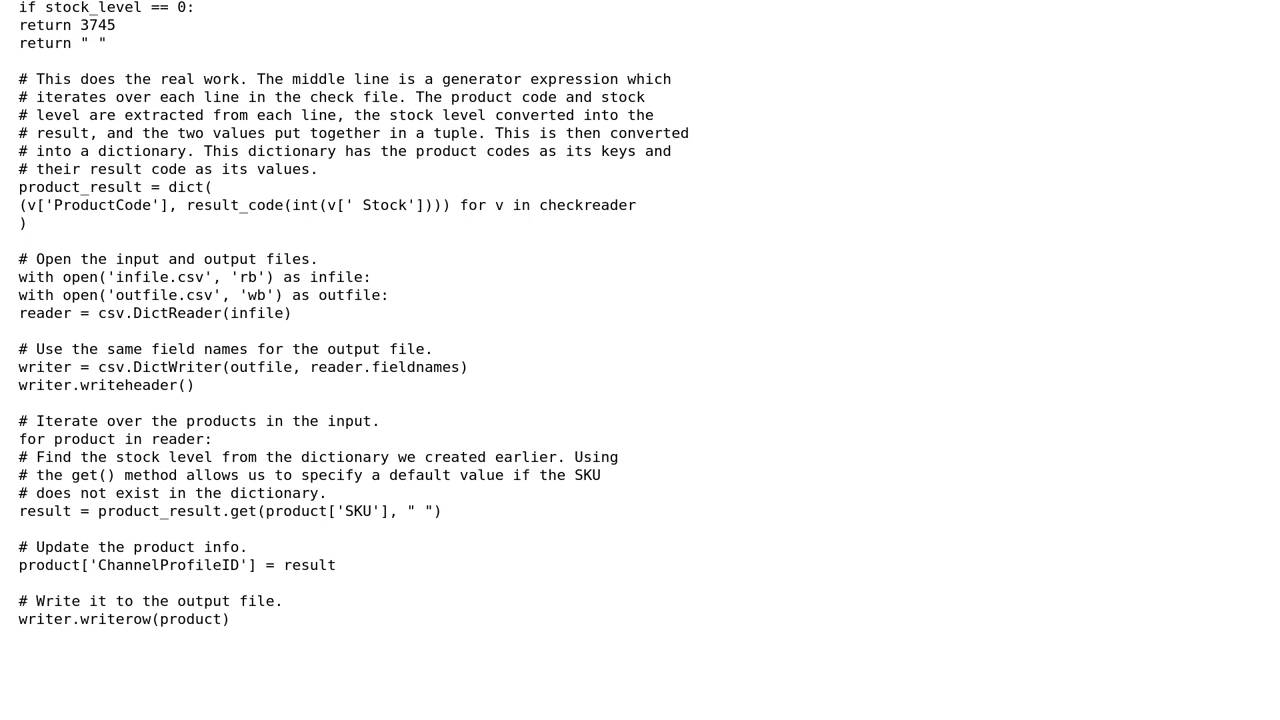 if stock_level == 0:
return 3745
return " "

# This does the real work. The middle line is a generator expression which
# iterates over each line in the check file. The product code and stock
# level are extracted from each line, the stock level converted into the
# result, and the two values put together in a tuple. This is then converted
# into a dictionary. This dictionary has the product codes as its keys and
# their result code as its values.
product_result = dict(
(v['ProductCode'], result_code(int(v[' Stock']))) for v in checkreader
)

# Open the input and output files.
with open('infile.csv', 'rb') as infile:
with open('outfile.csv', 'wb') as outfile:
reader = csv.DictReader(infile)

# Use the same field names for the output file.
writer = csv.DictWriter(outfile, reader.fieldnames)
writer.writeheader()

# Iterate over the products in the input.
for product in reader:
# Find the stock level from the dictionary we created earlier. Using
# the get() method allows us to specify a default value if the SKU
# does not exist in the dictionary.
result = product_result.get(product['SKU'], " ")

# Update the product info.
product['ChannelProfileID'] = result

# Write it to the output file.
writer.writerow(product)